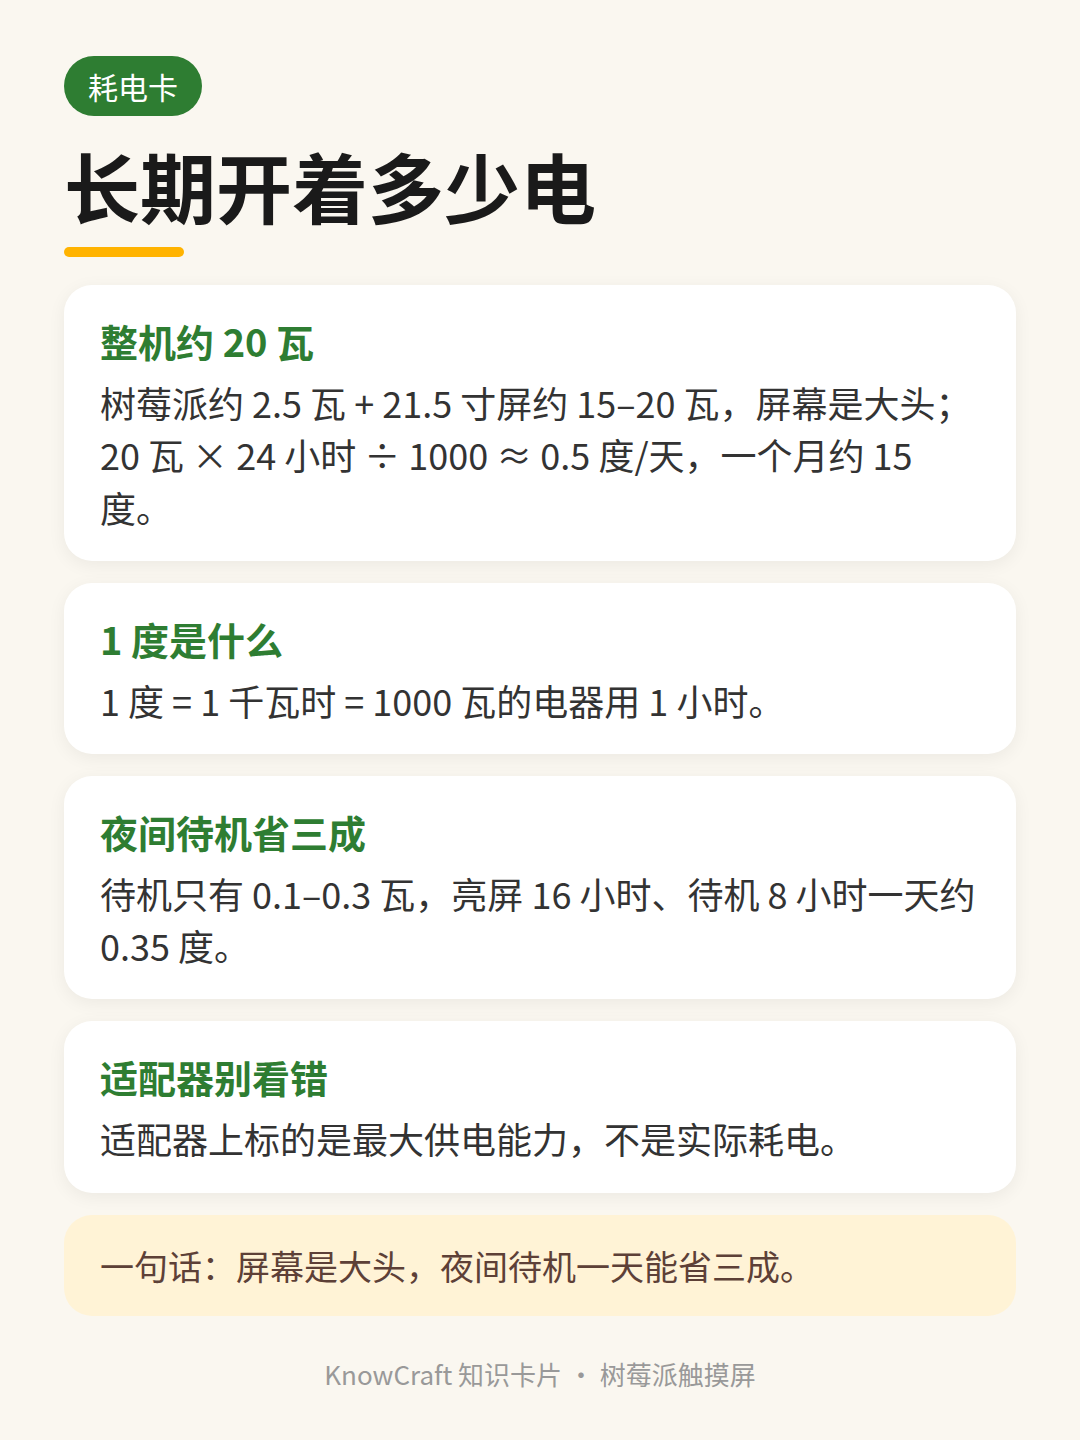 耗电卡
长期开着多少电
整机约 20 瓦
树莓派约 2.5 瓦 + 21.5 寸屏约 15–20 瓦，屏幕是大头；
20 瓦 × 24 小时 ÷ 1000 ≈ 0.5 度/天，一个月约 15
度。
1 度是什么
1 度 = 1 千瓦时 = 1000 瓦的电器用 1 小时。
夜间待机省三成
待机只有 0.1–0.3 瓦，亮屏 16 小时、待机 8 小时一天约
0.35 度。
适配器别看错
适配器上标的是最大供电能力，不是实际耗电。
一句话：屏幕是大头，夜间待机一天能省三成。
KnowCraft 知识卡片 · 树莓派触摸屏